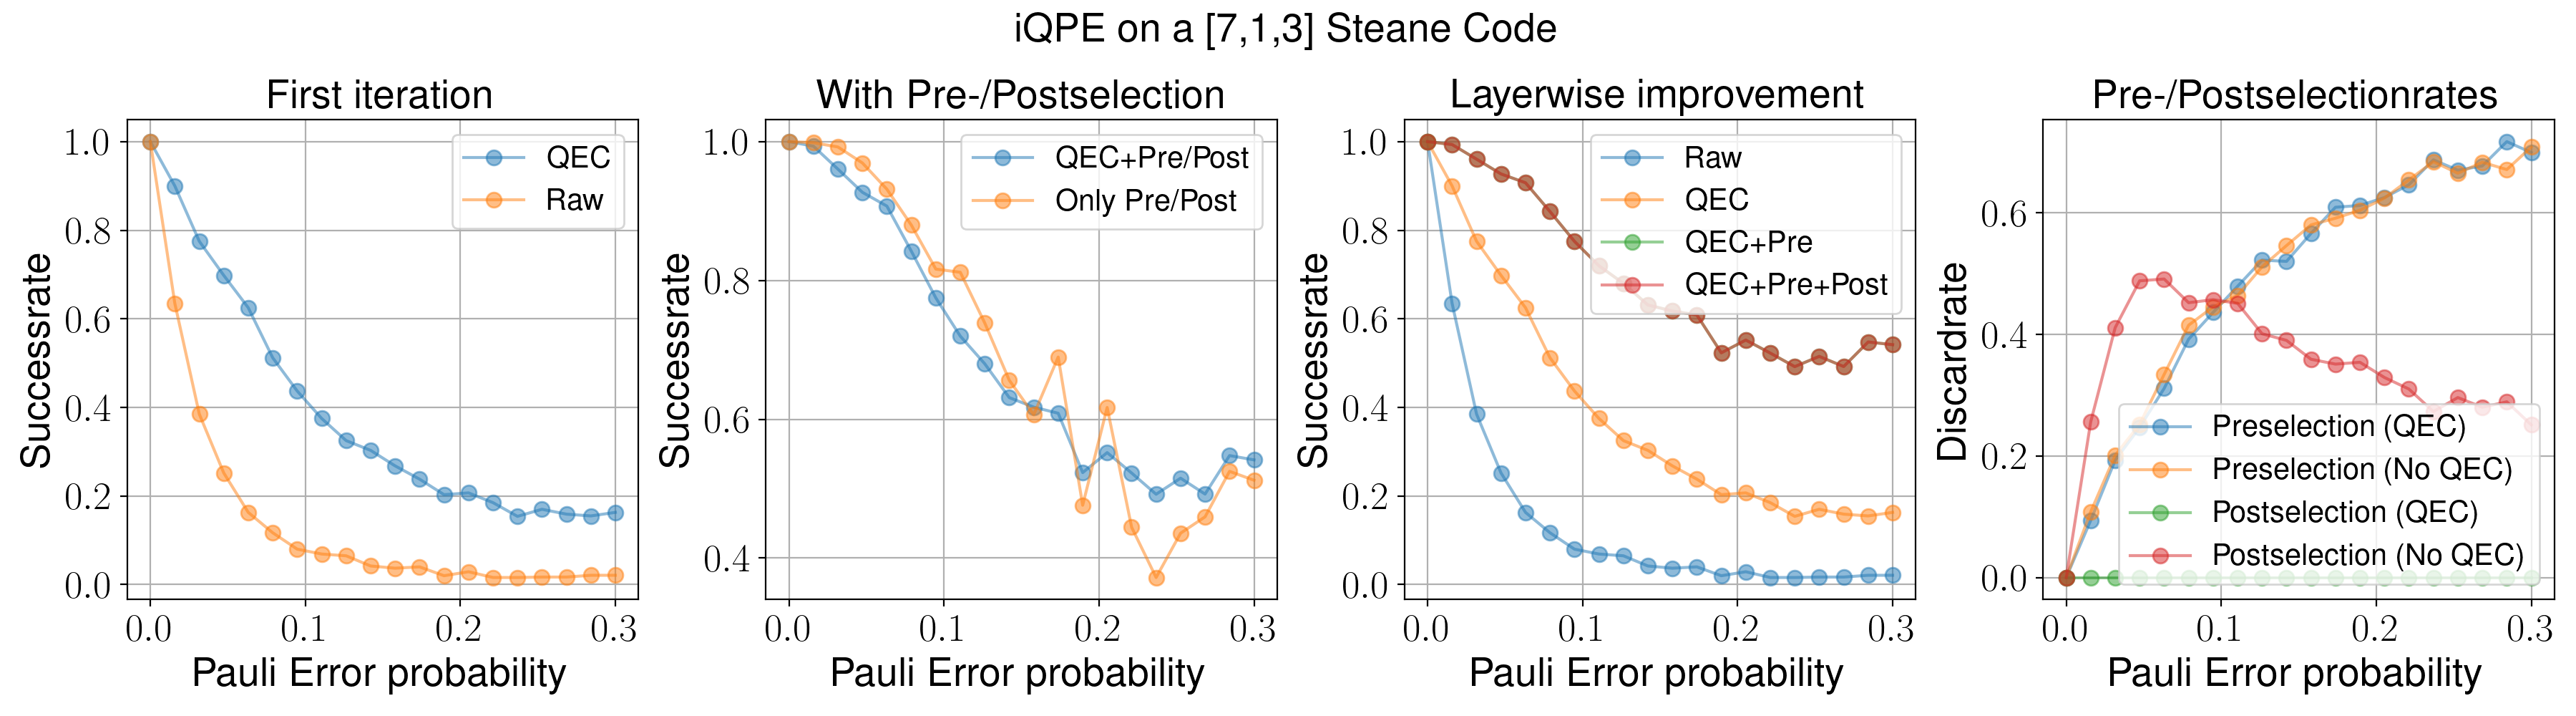 iQPE on a [7,1,3] Steane Code
First iteration
1.0
0.8
0.6
0.4
0.2
0.0
Successrate
0.0 0.1 0.2 0.3
Pauli Error probability
QEC
Raw
With Pre-/Postselection
1.0
0.8
0.6
0.4
Successrate
0.0 0.1 0.2 0.3
Pauli Error probability
QEC+Pre/Post
Only Pre/Post
Layerwise improvement
1.0
0.8
0.6
0.4
0.2
0.0
Successrate
0.0 0.1 0.2 0.3
Pauli Error probability
Raw
QEC
QEC+Pre
QEC+Pre+Post
Pre-/Postselectionrates
0.6
0.4
0.2
0.0
Discardrate
0.0 0.1 0.2 0.3
Pauli Error probability
Preselection (QEC)
Preselection (No QEC)
Postselection (QEC)
Postselection (No QEC)